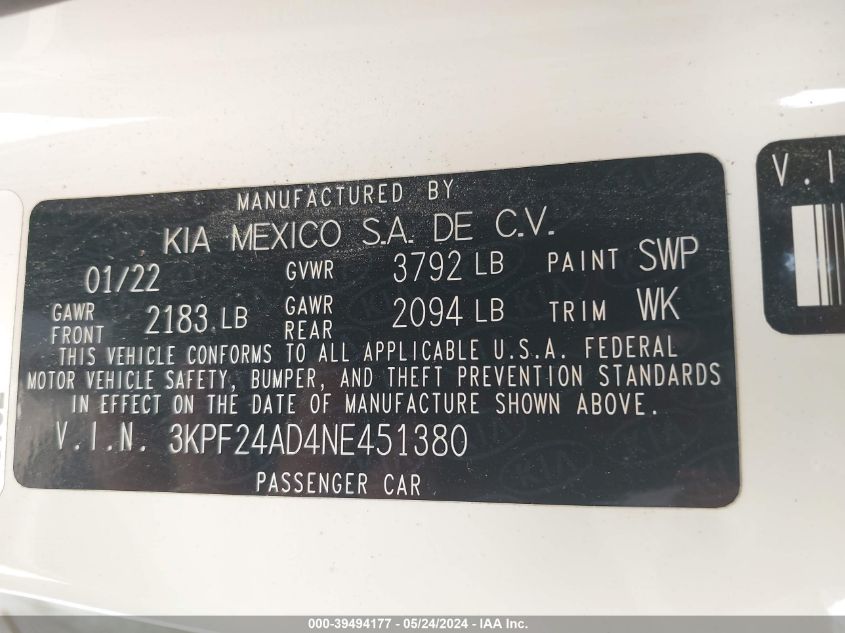 MANUFACTURED BY
KIA MEXICO S.A. DE C.V.
01/22 GVWR 3792 LB PAINT SWP
GAWR FRONT 2183 LB GAWR REAR 2094 LB TRIM WK
THIS VEHICLE CONFORMS TO ALL APPLICABLE U.S.A. FEDERAL
MOTOR VEHICLE SAFETY, BUMPER, AND THEFT PREVENTION STANDARDS
IN EFFECT ON THE DATE OF MANUFACTURE SHOWN ABOVE.
V.I.N. 3KPF24AD4NE451380
PASSENGER CAR
V.I
000-39494177 - 05/24/2024 - IAA Inc.